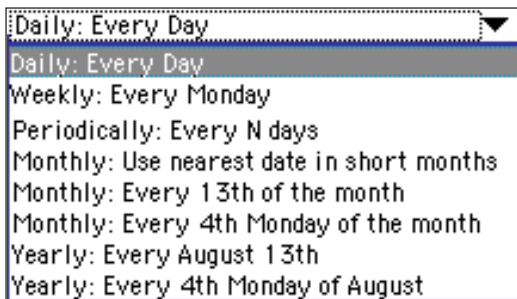 Daily: Every Day
Daily: Every Day
Weekly: Every Monday
Periodically: Every N days
Monthly: Use nearest date in short months
Monthly: Every 13th of the month
Monthly: Every 4th Monday of the month
Yearly: Every August 13th
Yearly: Every 4th Monday of August